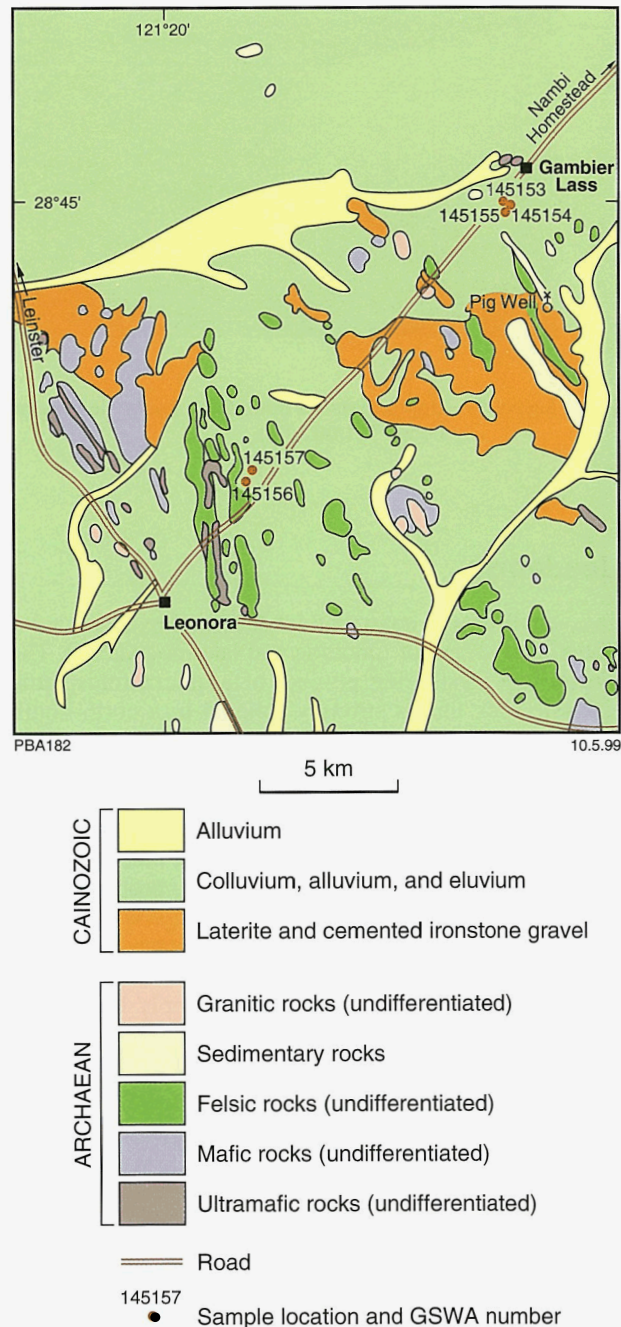 121°20'
Nambi
Homestead
Gambier
Lass
28°45'
145153
145155
145154
Leinster
Pig Well
145157
145156
Leonora
PBA182
10.5.99
5 km
CAINOZOIC
Alluvium
Colluvium, alluvium, and eluvium
Laterite and cemented ironstone gravel
ARCHAEAN
Granitic rocks (undifferentiated)
Sedimentary rocks
Felsic rocks (undifferentiated)
Mafic rocks (undifferentiated)
Ultramafic rocks (undifferentiated)
Road
145157
Sample location and GSWA number